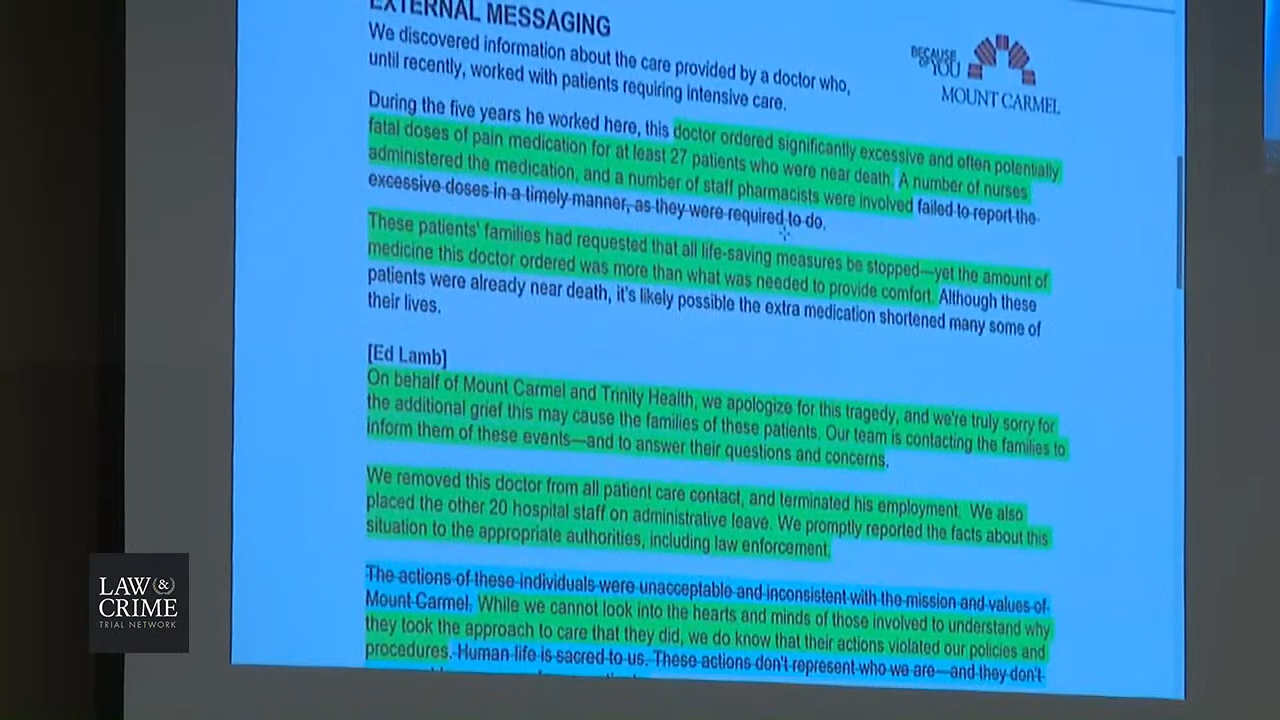 EXTERNAL MESSAGING
We discovered information about the care provided by a doctor who,
until recently, worked with patients requiring intensive care.
BECAUSE
OF YOU
MOUNT CARMEL
During the five years he worked here, this doctor ordered significantly excessive and often potentially
fatal doses of pain medication for at least 27 patients who were near death. A number of nurses
administered the medication, and a number of staff pharmacists were involved failed to report the
excessive doses in a timely manner, as they were required to do.
These patients' families had requested that all life-saving measures be stopped—yet the amount of
medicine this doctor ordered was more than what was needed to provide comfort. Although these
patients were already near death, it's likely possible the extra medication shortened many some of
their lives.
[Ed Lamb]
On behalf of Mount Carmel and Trinity Health, we apologize for this tragedy, and we're truly sorry for
the additional grief this may cause the families of these patients. Our team is contacting the families to
inform them of these events—and to answer their questions and concerns.
We removed this doctor from all patient care contact, and terminated his employment. We also
placed the other 20 hospital staff on administrative leave. We promptly reported the facts about this
situation to the appropriate authorities, including law enforcement.
The actions of these individuals were unacceptable and inconsistent with the mission and values of
Mount Carmel. While we cannot look into the hearts and minds of those involved to understand why
they took the approach to care that they did, we do know that their actions violated our policies and
procedures. Human life is sacred to us. These actions don't represent who we are—and they don't
LAW &
CRIME
TRIAL NETWORK